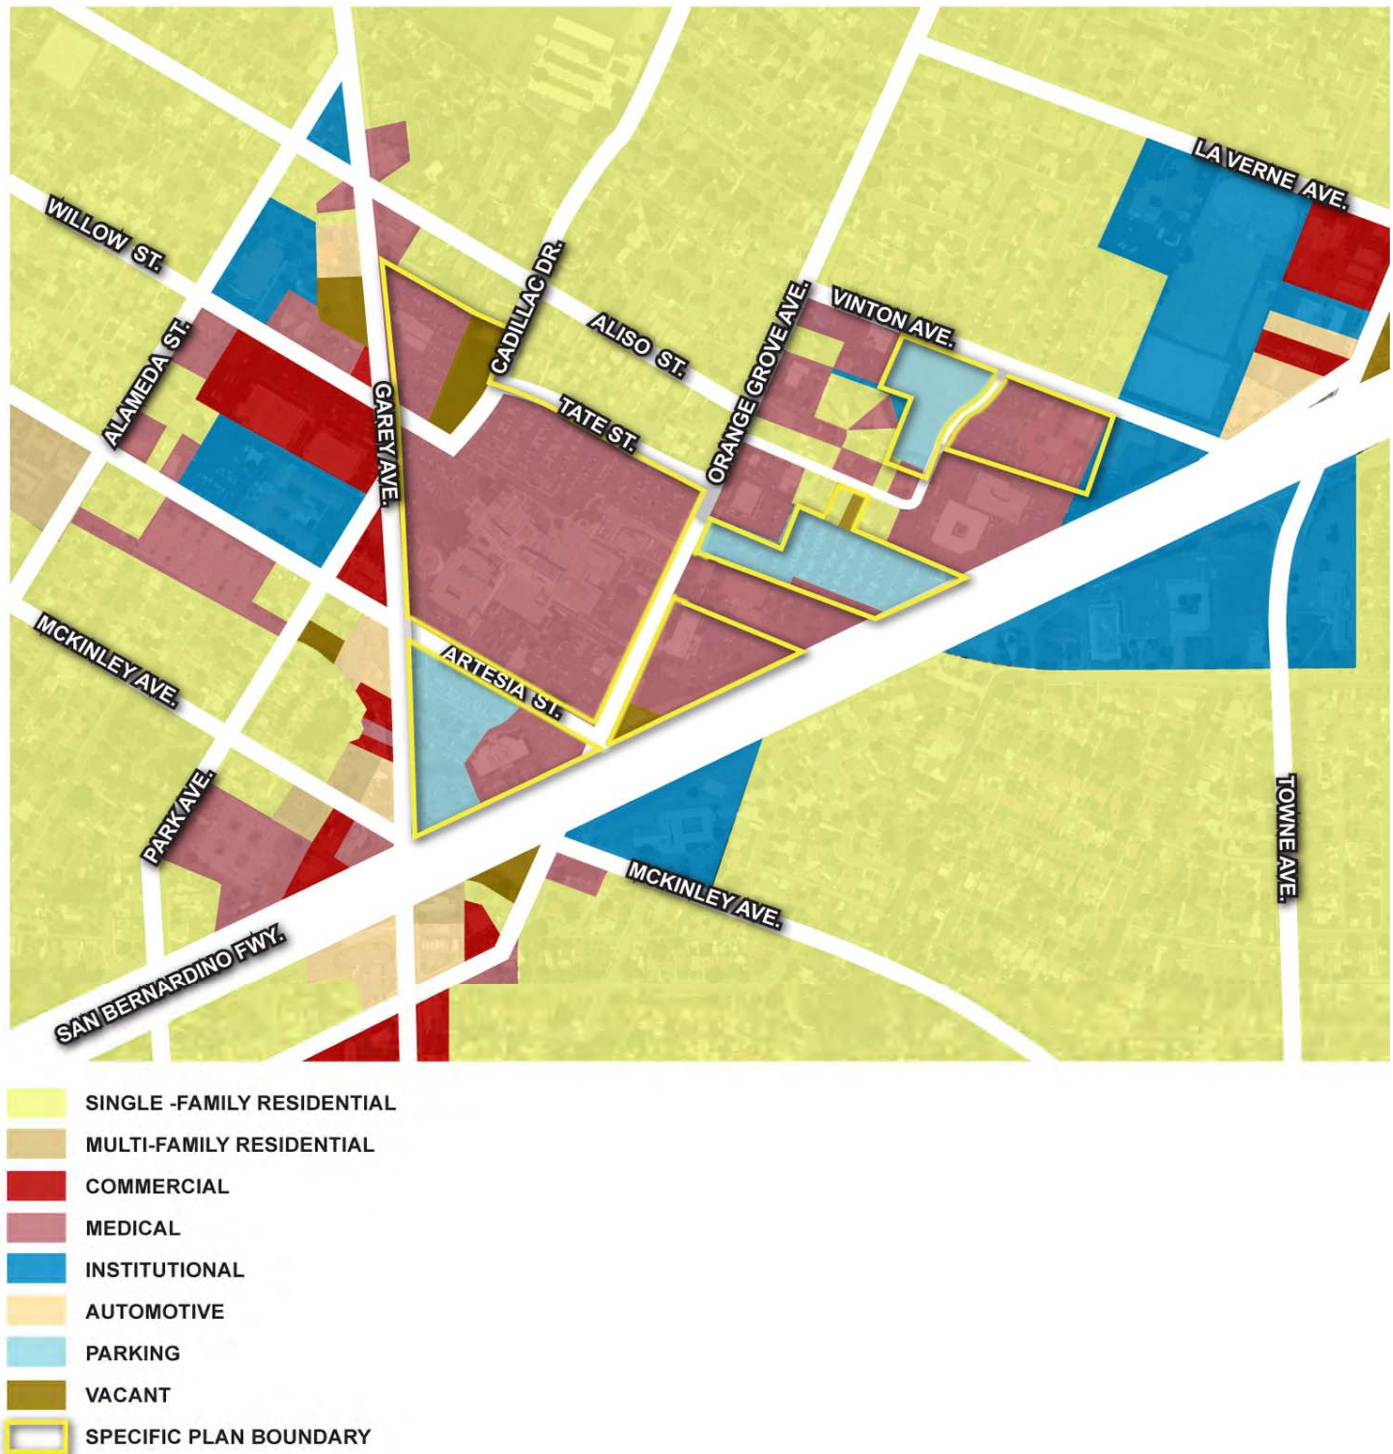 LA VERNE AVE.
WILLOW ST.
CADILLAC DR.
VINTON AVE.
ALISO ST.
ORANGE GROVE AVE.
ALAMEDA ST.
GAREY AVE.
TATE ST.
MCKINLEY AVE.
ARTESIA ST.
PARK AVE.
TOWNE AVE.
MCKINLEY AVE.
SAN BERNARDINO FWY.
SINGLE -FAMILY RESIDENTIAL
MULTI-FAMILY RESIDENTIAL
COMMERCIAL
MEDICAL
INSTITUTIONAL
AUTOMOTIVE
PARKING
VACANT
SPECIFIC PLAN BOUNDARY